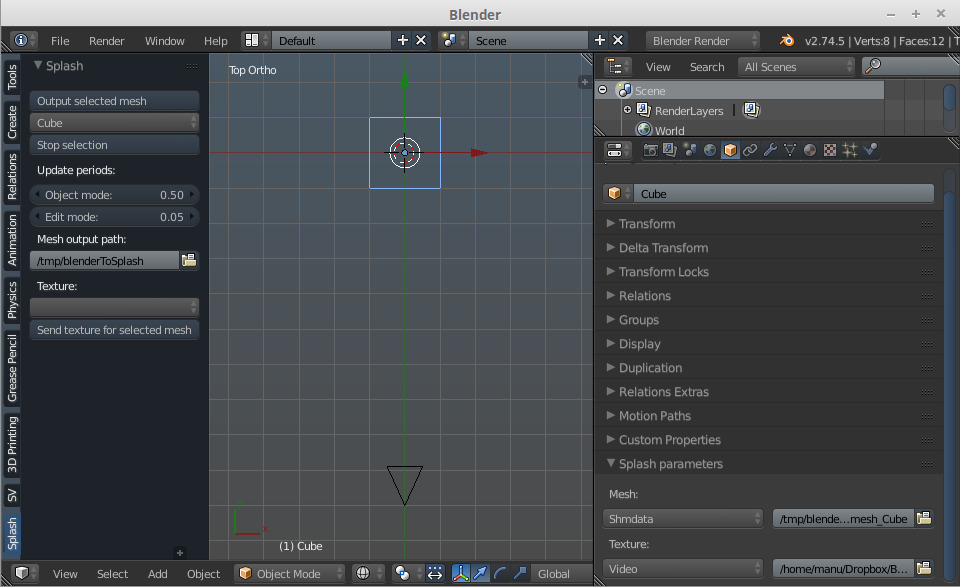 Blender
File Render Window Help Default Scene Blender Render v2.74.5 | Verts:8 | Faces:12 | T
Tools
Create
Relations
Animation
Physics
Grease Pencil
3D Printing
SV
Splash
Splash
Output selected mesh
Cube
Stop selection
Update periods:
Object mode: 0.50
Edit mode: 0.05
Mesh output path:
/tmp/blenderToSplash
Texture:
Send texture for selected mesh
Top Ortho
(1) Cube
View Select Add Object Object Mode Global
View Search All Scenes
Scene
RenderLayers |
World
Cube
Transform
Delta Transform
Transform Locks
Relations
Groups
Display
Duplication
Relations Extras
Motion Paths
Custom Properties
Splash parameters
Mesh:
Shmdata /tmp/blende...mesh_Cube
Texture:
Video /home/manu/Dropbox/B...